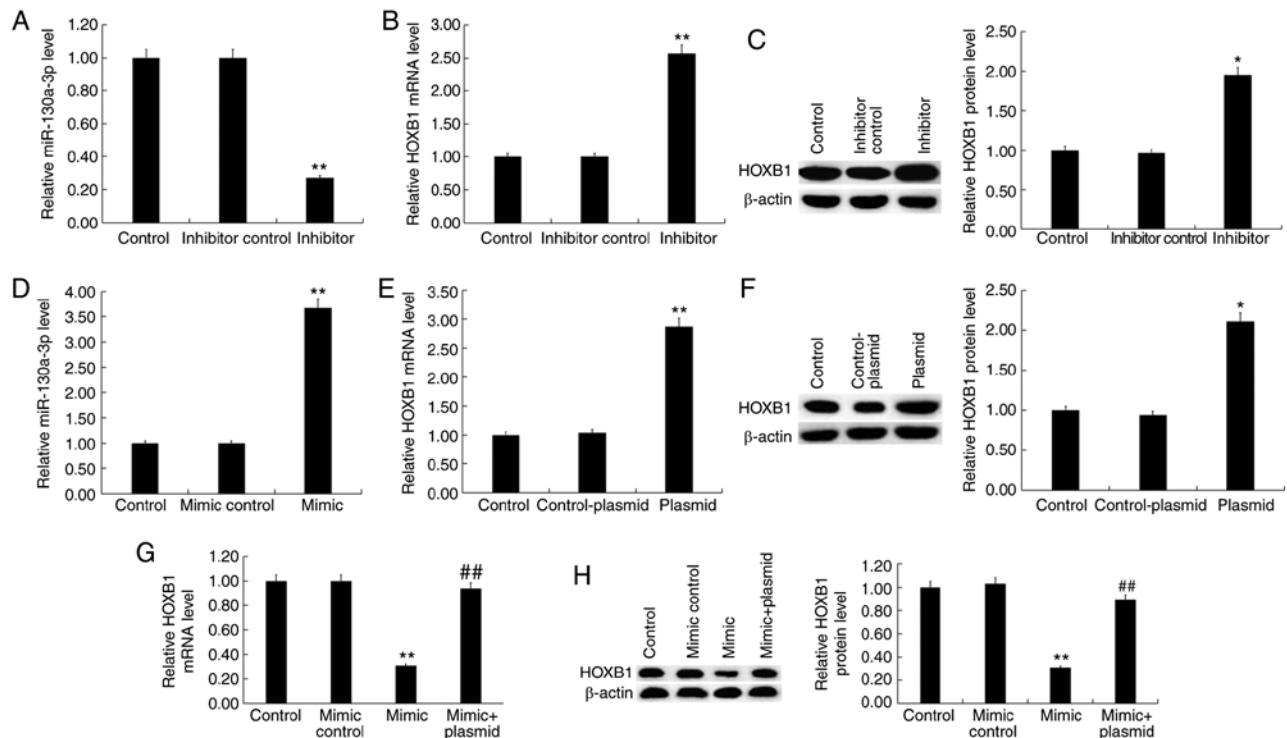 A
Relative miR-130a-3p level
1.20
1.00
0.80
0.60
0.40
0.20
0.00
**
Control Inhibitor control Inhibitor
B
Relative HOXB1 mRNA level
3.00
2.50
2.00
1.50
1.00
0.50
0.00
**
Control Inhibitor control Inhibitor
C
Control
Inhibitor
control
Inhibitor
HOXB1
β-actin
Relative HOXB1 protein level
2.50
2.00
1.50
1.00
0.50
0.00
*
Control Inhibitor control Inhibitor
D
Relative miR-130a-3p level
4.00
3.50
3.00
2.50
2.00
1.50
1.00
0.50
0.00
**
Control Mimic control Mimic
E
Relative HOXB1 mRNA level
3.50
3.00
2.50
2.00
1.50
1.00
0.50
0.00
**
Control Control-plasmid Plasmid
F
Control
Control-
plasmid
Plasmid
HOXB1
β-actin
Relative HOXB1 protein level
2.50
2.00
1.50
1.00
0.50
0.00
*
Control Control-plasmid Plasmid
G
Relative HOXB1
mRNA level
1.20
1.00
0.80
0.60
0.40
0.20
0.00
**
##
Control Mimic Mimic Mimic+
control plasmid
H
Control
Mimic control
Mimic
Mimic+plasmid
HOXB1
β-actin
Relative HOXB1
protein level
1.20
1.00
0.80
0.60
0.40
0.20
0.00
**
##
Control Mimic Mimic Mimic+
control plasmid